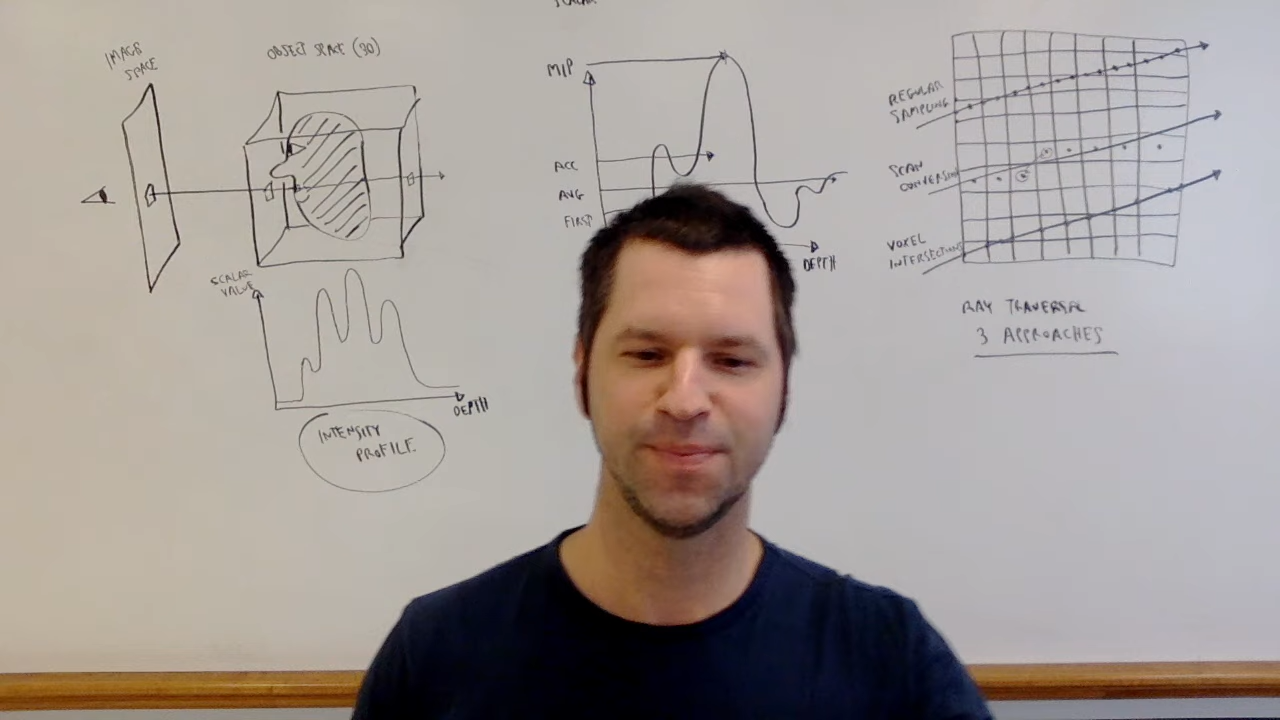 SCALAR
IMAGE
SPACE
OBJECT SPACE (3D)
SCALAR
VALUE
DEPTH
INTENSITY
PROFILE
MIP
ACC
AVG
FIRST
DEPTH
REGULAR
SAMPLING
SCAN
CONVERSION
VOXEL
INTERSECTION
RAY TRAVERSAL
3 APPROACHES